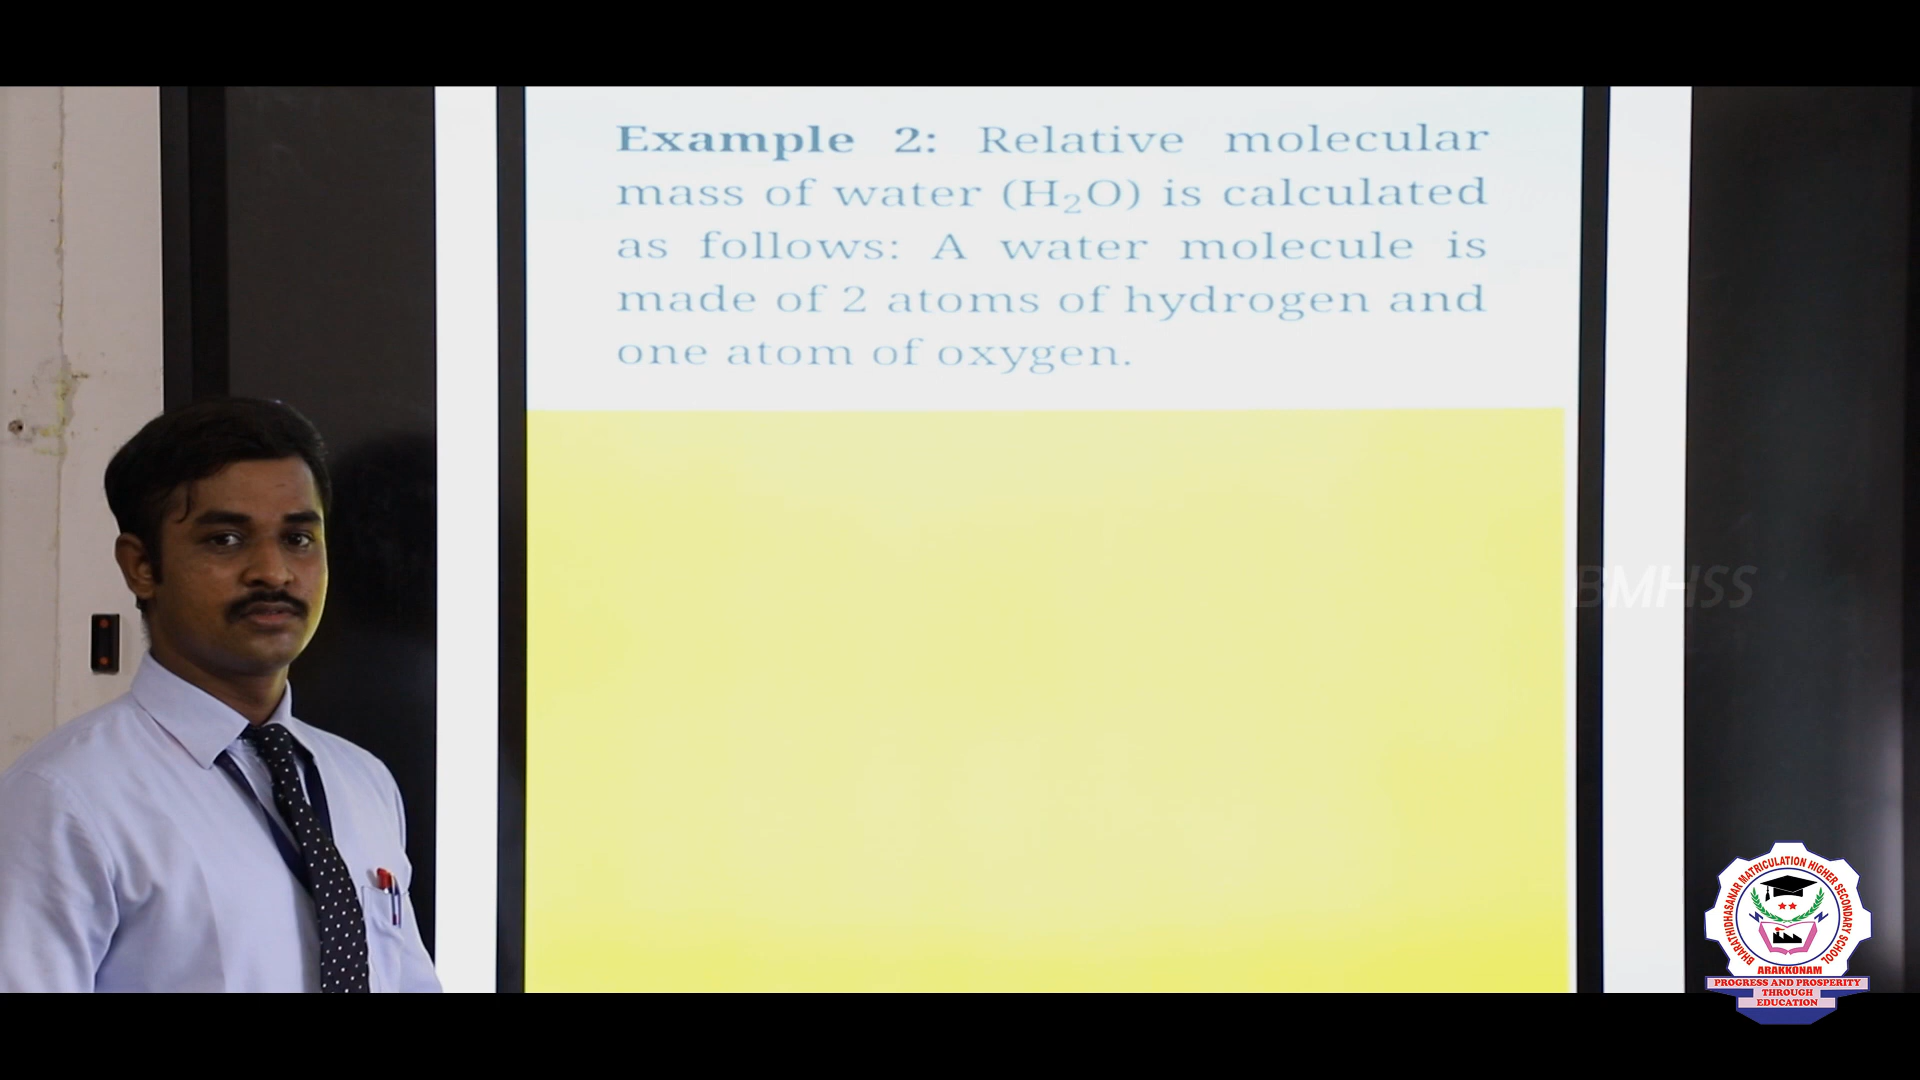 Example 2: Relative molecular
mass of water (H₂O) is calculated
as follows: A water molecule is
made of 2 atoms of hydrogen and
one atom of oxygen.
BMHSS
BHARATHIDHASANAR MATRICULATION HIGHER SECONDARY SCHOOL
ARAKKONAM
PROGRESS AND PROSPERITY
THROUGH
EDUCATION